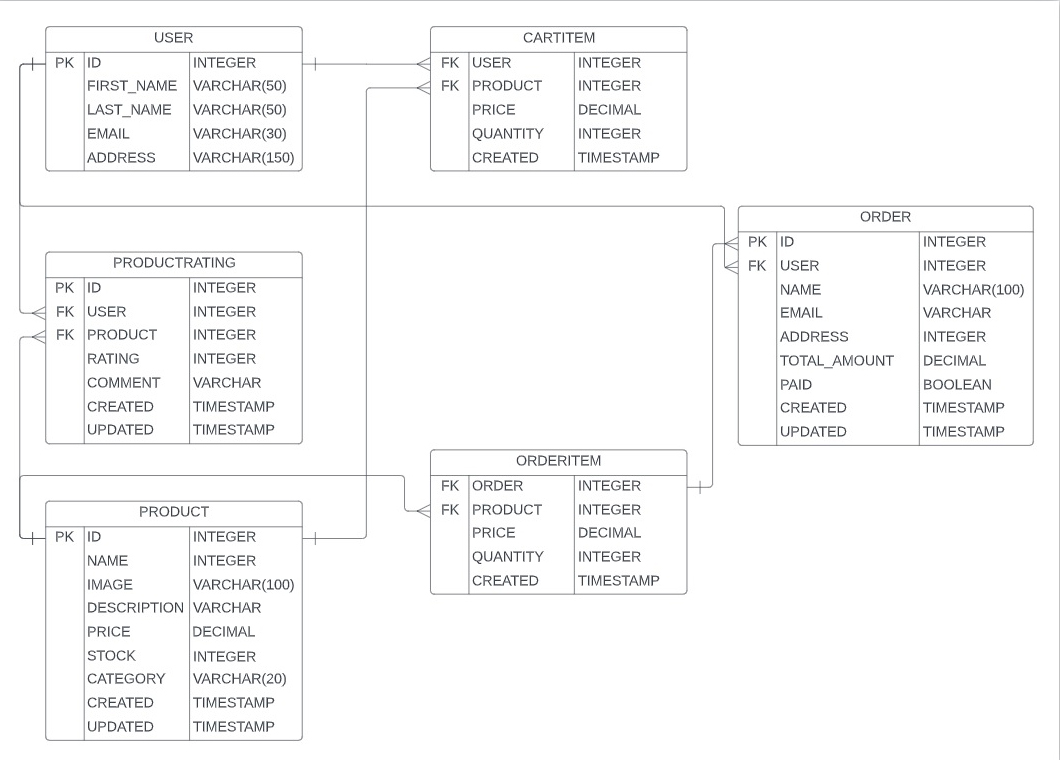 USER
PK ID INTEGER
FIRST_NAME VARCHAR(50)
LAST_NAME VARCHAR(50)
EMAIL VARCHAR(30)
ADDRESS VARCHAR(150)
CARTITEM
FK USER INTEGER
FK PRODUCT INTEGER
PRICE DECIMAL
QUANTITY INTEGER
CREATED TIMESTAMP
ORDER
PK ID INTEGER
FK USER INTEGER
NAME VARCHAR(100)
EMAIL VARCHAR
ADDRESS INTEGER
TOTAL_AMOUNT DECIMAL
PAID BOOLEAN
CREATED TIMESTAMP
UPDATED TIMESTAMP
PRODUCTRATING
PK ID INTEGER
FK USER INTEGER
FK PRODUCT INTEGER
RATING INTEGER
COMMENT VARCHAR
CREATED TIMESTAMP
UPDATED TIMESTAMP
ORDERITEM
FK ORDER INTEGER
FK PRODUCT INTEGER
PRICE DECIMAL
QUANTITY INTEGER
CREATED TIMESTAMP
PRODUCT
PK ID INTEGER
NAME INTEGER
IMAGE VARCHAR(100)
DESCRIPTION VARCHAR
PRICE DECIMAL
STOCK INTEGER
CATEGORY VARCHAR(20)
CREATED TIMESTAMP
UPDATED TIMESTAMP